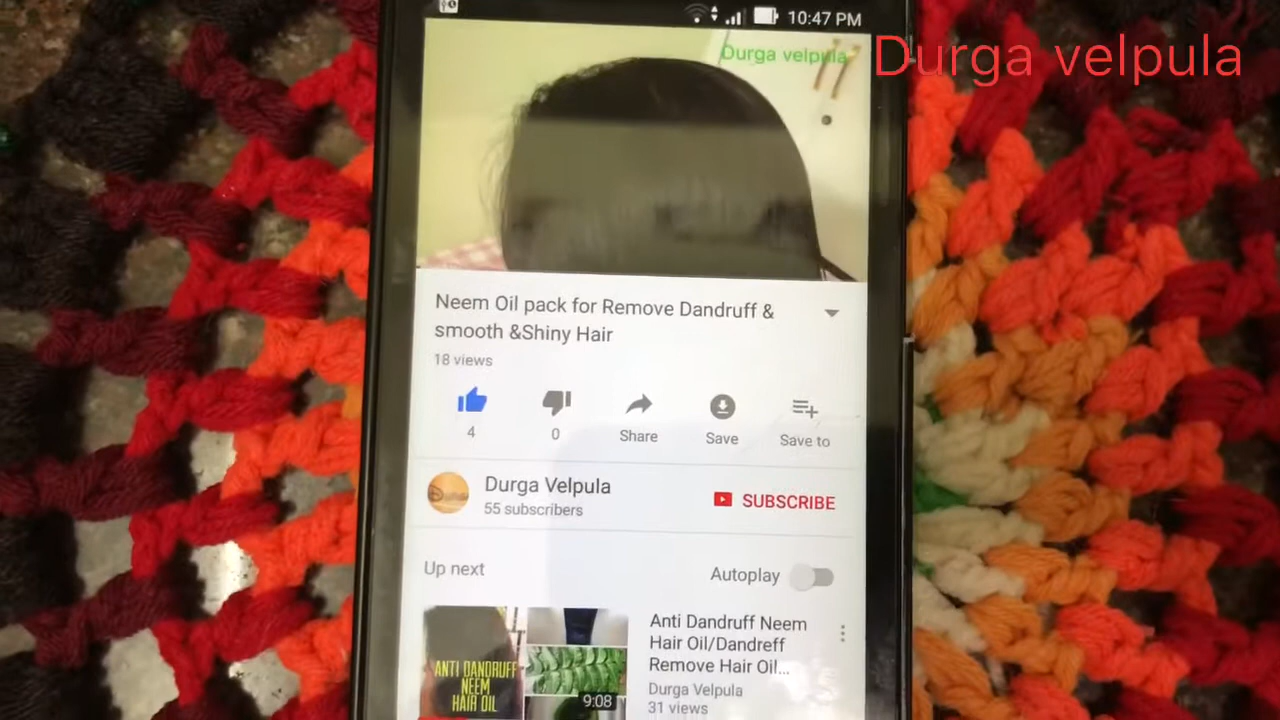 10:47 PM
Durga velpula
Durga velpula
Neem Oil pack for Remove Dandruff &
smooth &Shiny Hair
18 views
4
0
Share
Save
Save to
Durga Velpula
55 subscribers
SUBSCRIBE
Up next
Autoplay
ANTI DANDRUFF
NEEM
HAIR OIL
9:08
Anti Dandruff Neem
Hair Oil/Dandreff
Remove Hair Oil...
Durga Velpula
31 views